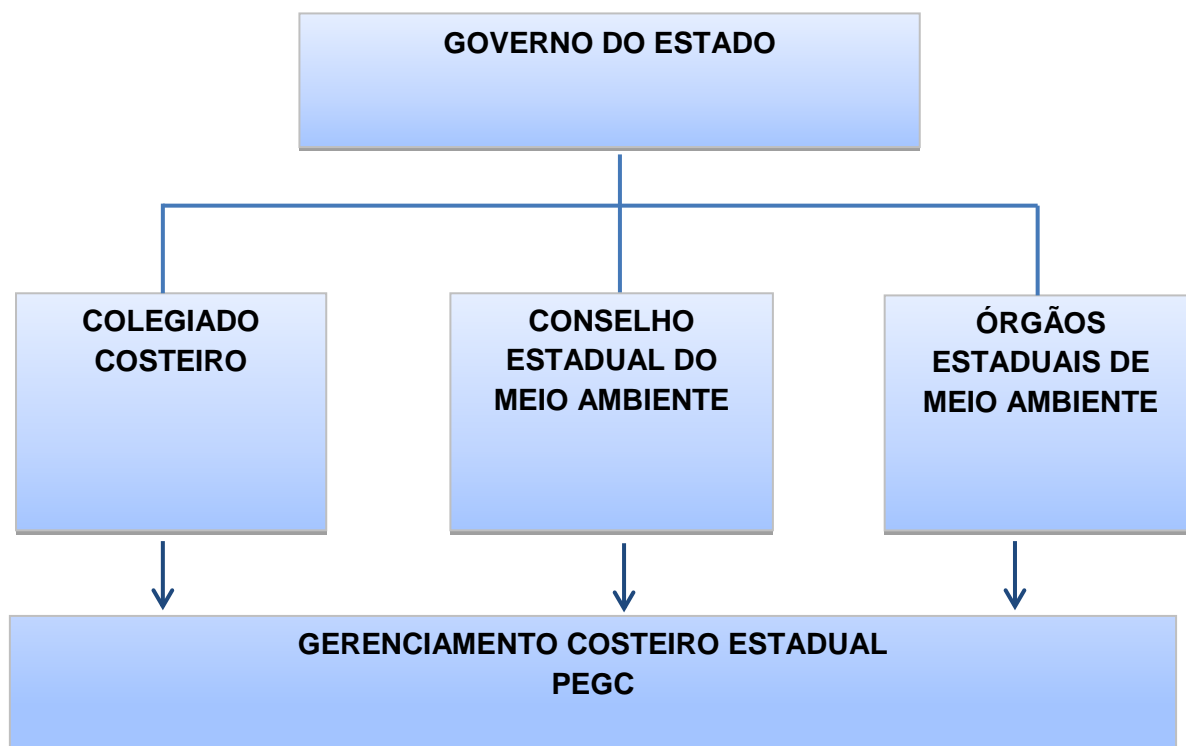 GOVERNO DO ESTADO
COLEGIADO
COSTEIRO
CONSELHO
ESTADUAL DO
MEIO AMBIENTE
ÓRGÃOS
ESTADUAIS DE
MEIO AMBIENTE
GERENCIAMENTO COSTEIRO ESTADUAL
PEGC